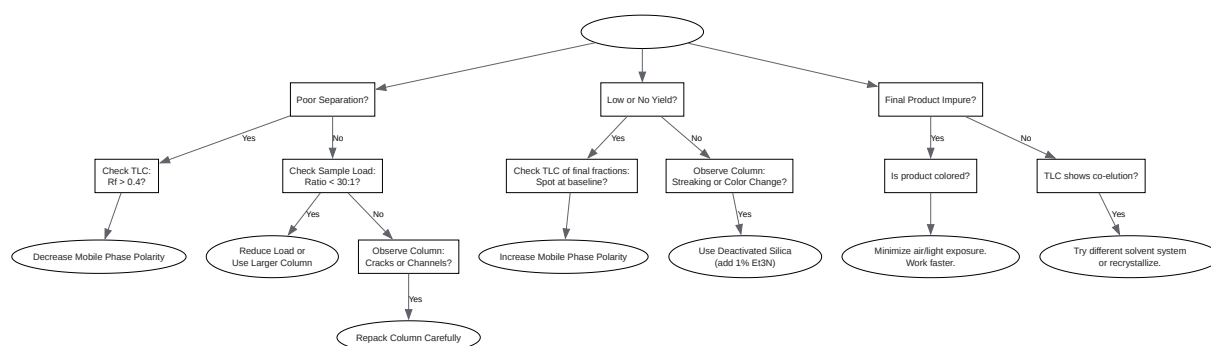 Poor Separation?
Low or No Yield?
Final Product Impure?
Yes
No
Yes
No
Yes
No
Check TLC:
Rf > 0.4?
Check Sample Load:
Ratio < 30:1?
Check TLC of final fractions:
Spot at baseline?
Observe Column:
Streaking or Color Change?
Is product colored?
TLC shows co-elution?
Yes
No
Yes
Yes
Decrease Mobile Phase Polarity
Reduce Load or
Use Larger Column
Observe Column:
Cracks or Channels?
Increase Mobile Phase Polarity
Use Deactivated Silica
(add 1% Et3N)
Minimize air/light exposure.
Work faster.
Try different solvent system
or recrystallize.
Yes
Repack Column Carefully